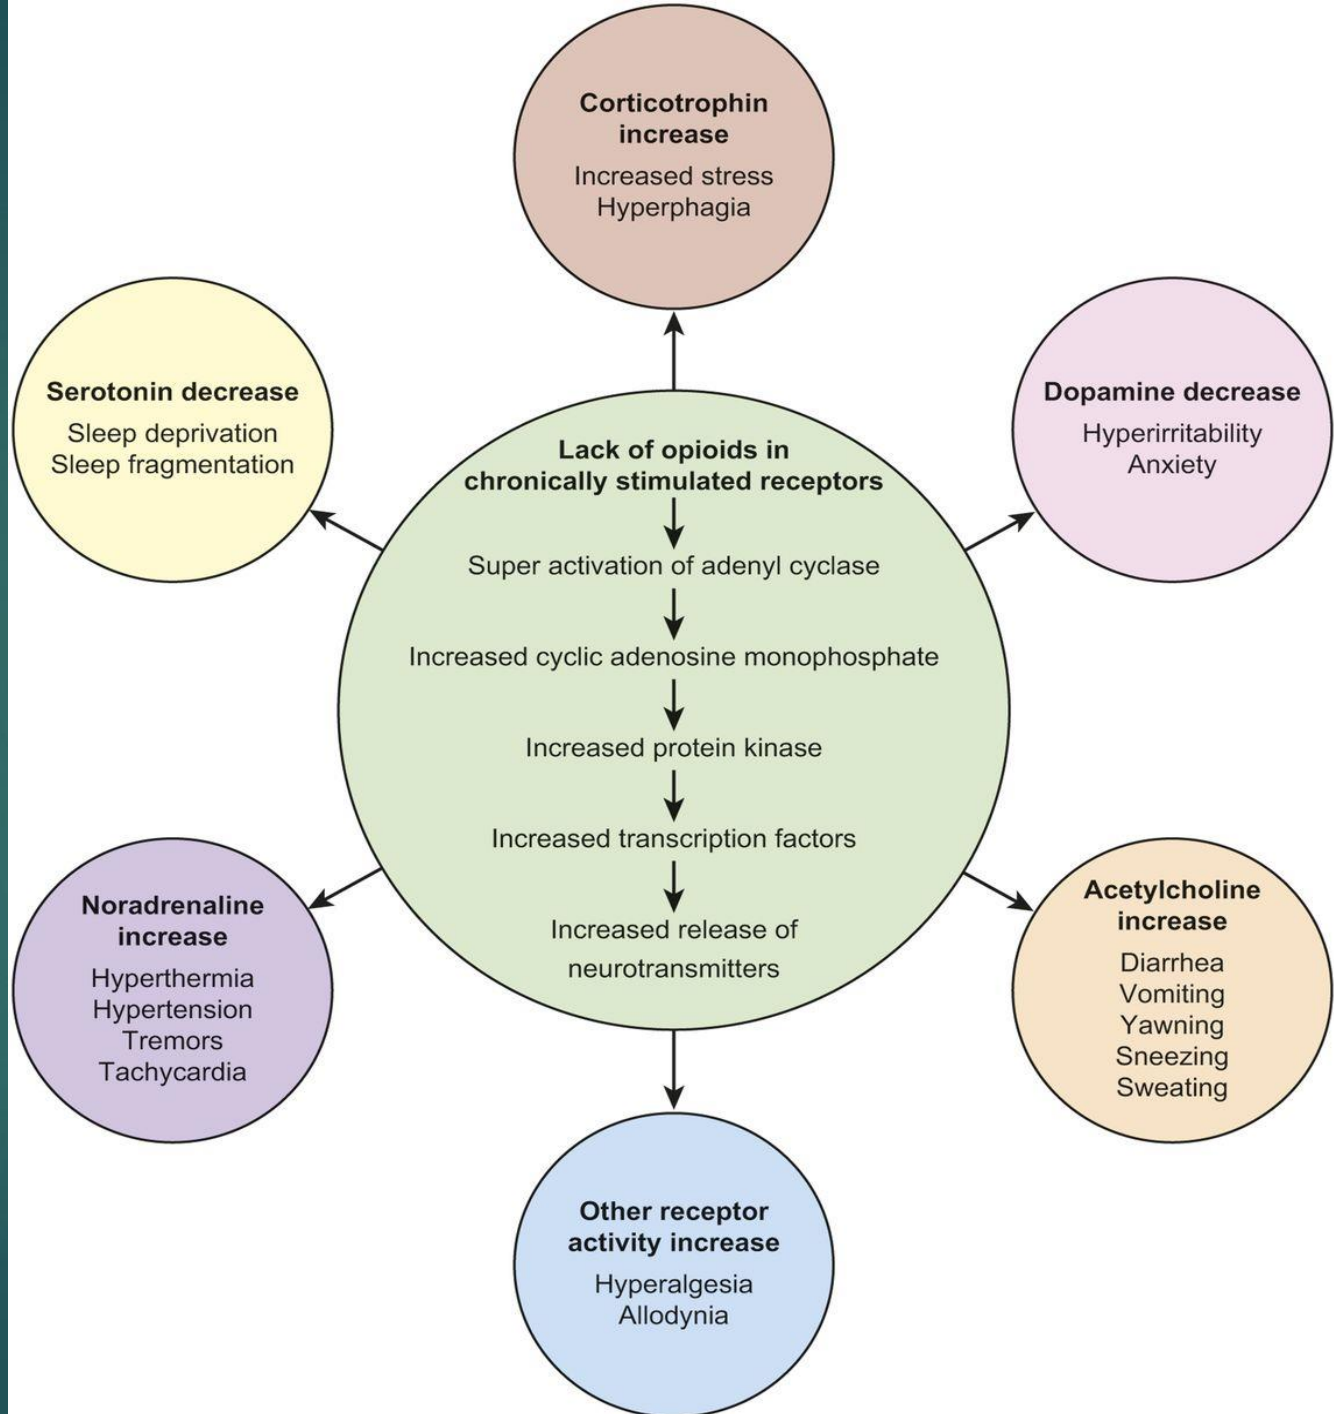 Corticotrophin
increase
Increased stress
Hyperphagia
Serotonin decrease
Sleep deprivation
Sleep fragmentation
Dopamine decrease
Hyperirritability
Anxiety
Lack of opioids in
chronically stimulated receptors
Super activation of adenyl cyclase
Increased cyclic adenosine monophosphate
Increased protein kinase
Increased transcription factors
Increased release of
neurotransmitters
Noradrenaline
increase
Hyperthermia
Hypertension
Tremors
Tachycardia
Acetylcholine
increase
Diarrhea
Vomiting
Yawning
Sneezing
Sweating
Other receptor
activity increase
Hyperalgesia
Allodynia